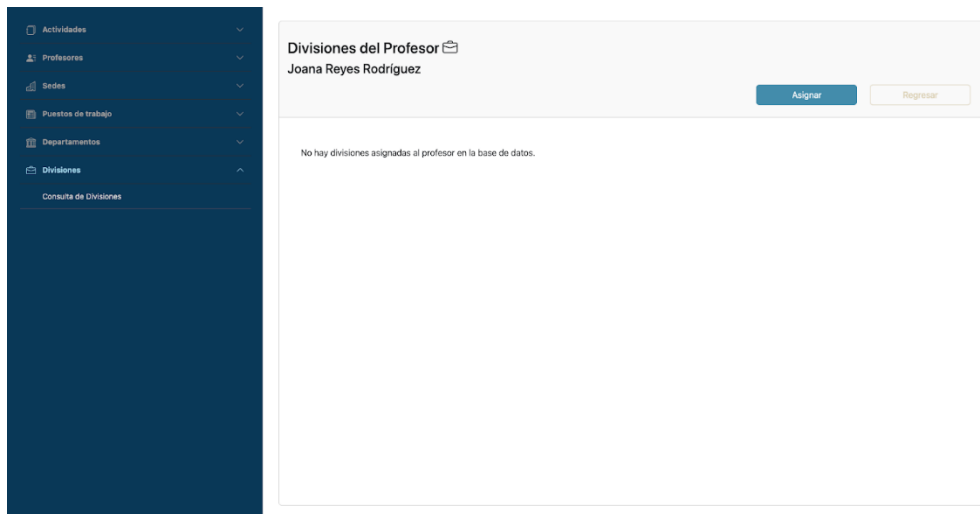 Actividades
Profesores
Sedes
Puestos de trabajo
Departamentos
Divisiones
Consulta de Divisiones
Divisiones del Profesor
Joana Reyes Rodríguez
Asignar
Regresar
No hay divisiones asignadas al profesor en la base de datos.